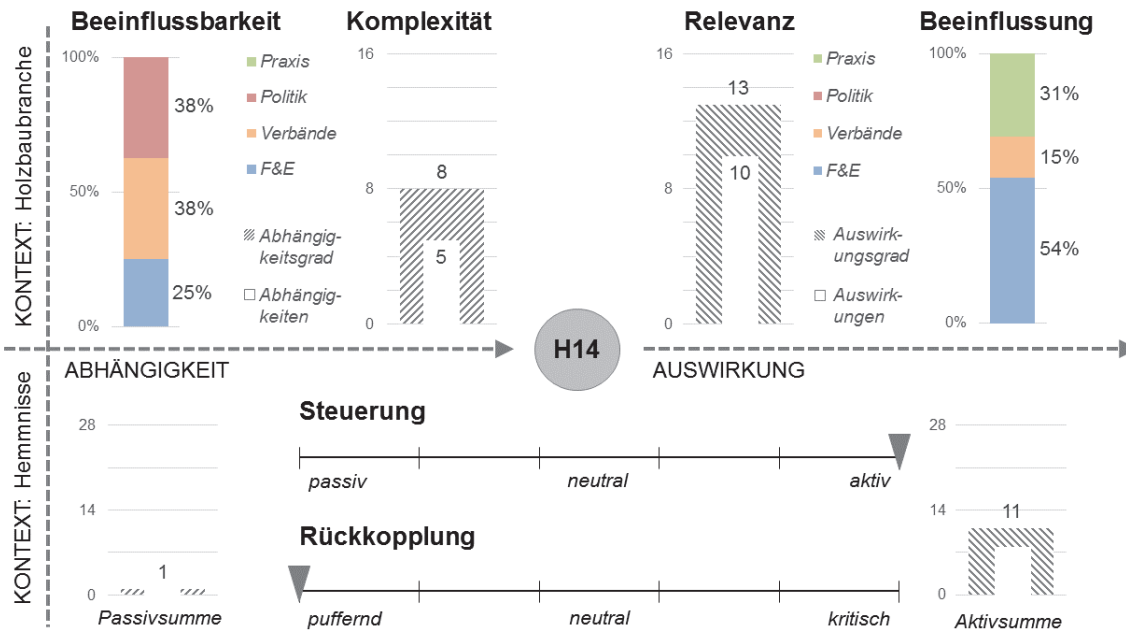 Beeinflussbarkeit
Komplexität
Relevanz
Beeinflussung
KONTEXT: Holzbaubranche
100%
50%
0%
38%
38%
25%
Praxis
Politik
Verbände
F&E
Abhängig-
keitsgrad
Abhängig-
keiten
16
8
0
8
5
16
8
0
13
10
Praxis
Politik
Verbände
F&E
Auswirk-
ungsgrad
Auswirk-
ungen
100%
50%
0%
31%
15%
54%
H14
ABHÄNGIGKEIT
AUSWIRKUNG
KONTEXT: Hemmnisse
28
14
0
1
Passivsumme
Steuerung
passiv
neutral
aktiv
Rückkopplung
puffernd
neutral
kritisch
28
14
0
11
Aktivsumme